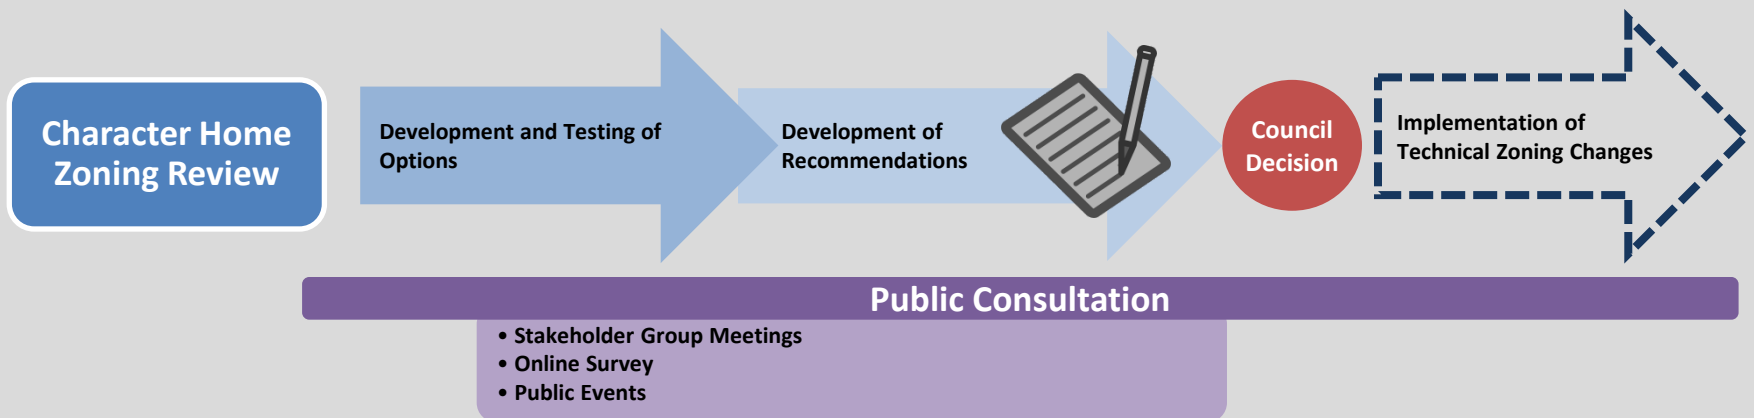 Character Home
Zoning Review
Development and Testing of
Options
Development of
Recommendations
Council
Decision
Implementation of
Technical Zoning Changes
Public Consultation
• Stakeholder Group Meetings
• Online Survey
• Public Events